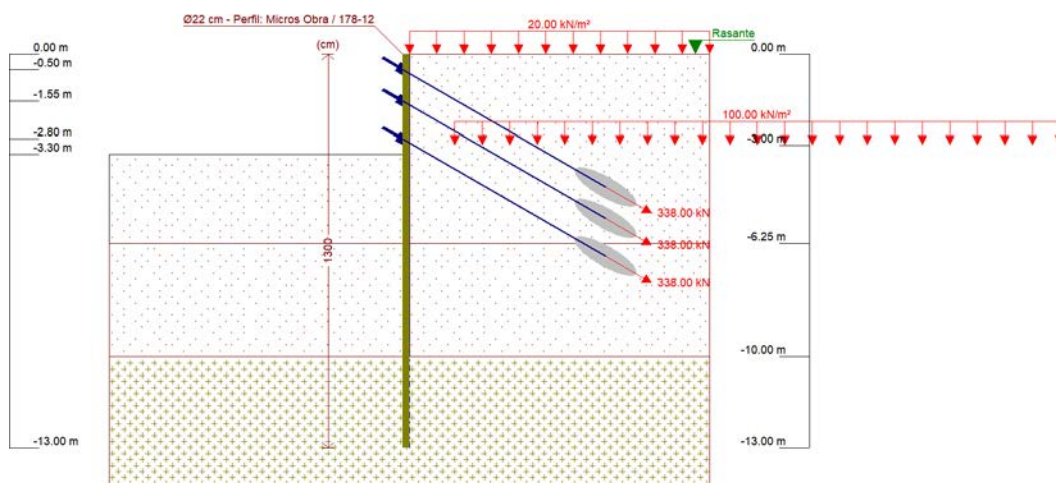 Ø22 cm - Perfil: Micros Obra / 178-12
20.00 kN/m²
Rasante
0.00 m
(cm)
0.00 m
-0.50 m
-1.55 m
100.00 kN/m²
-2.80 m
-3.00 m
-3.30 m
338.00 kN
338.00 kN
-6.25 m
1300
338.00 kN
-10.00 m
-13.00 m
-13.00 m